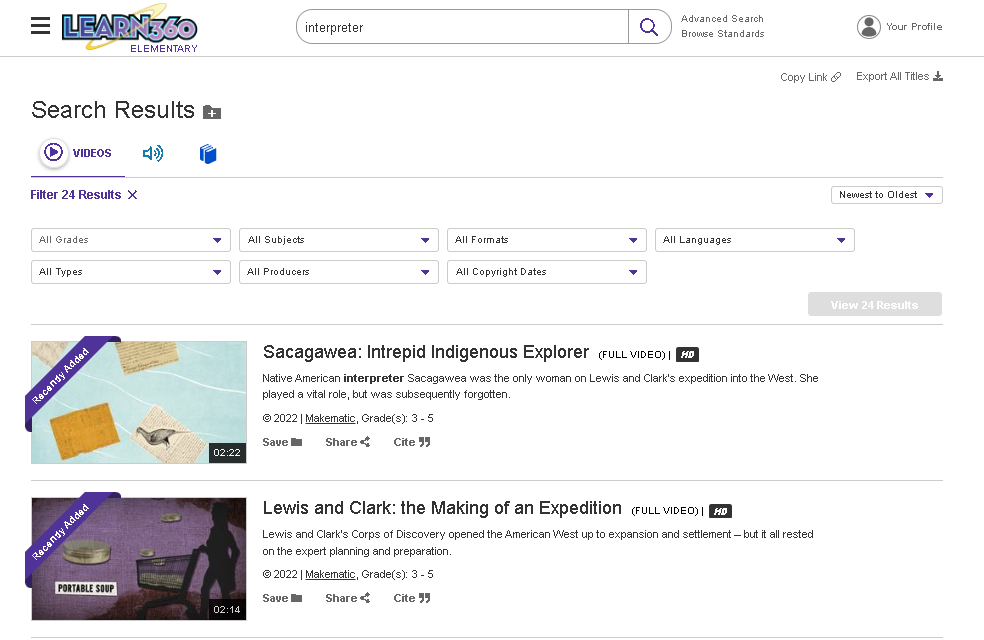 LEARN360
ELEMENTARY
interpreter
Advanced Search
Browse Standards
Your Profile
Copy Link
Export All Titles
Search Results
VIDEOS
Filter 24 Results
Newest to Oldest
All Grades
All Subjects
All Formats
All Languages
All Types
All Producers
All Copyright Dates
View 24 Results
Recently Added
02:22
Sacagawea: Intrepid Indigenous Explorer (FULL VIDEO) | HD
Native American interpreter Sacagawea was the only woman on Lewis and Clark's expedition into the West. She
played a vital role, but was subsequently forgotten.
© 2022 | Makematic, Grade(s): 3 - 5
Save Share Cite
Recently Added
PORTABLE SOUP
02:14
Lewis and Clark: the Making of an Expedition (FULL VIDEO) | HD
Lewis and Clark's Corps of Discovery opened the American West up to expansion and settlement – but it all rested
on the expert planning and preparation.
© 2022 | Makematic, Grade(s): 3 - 5
Save Share Cite